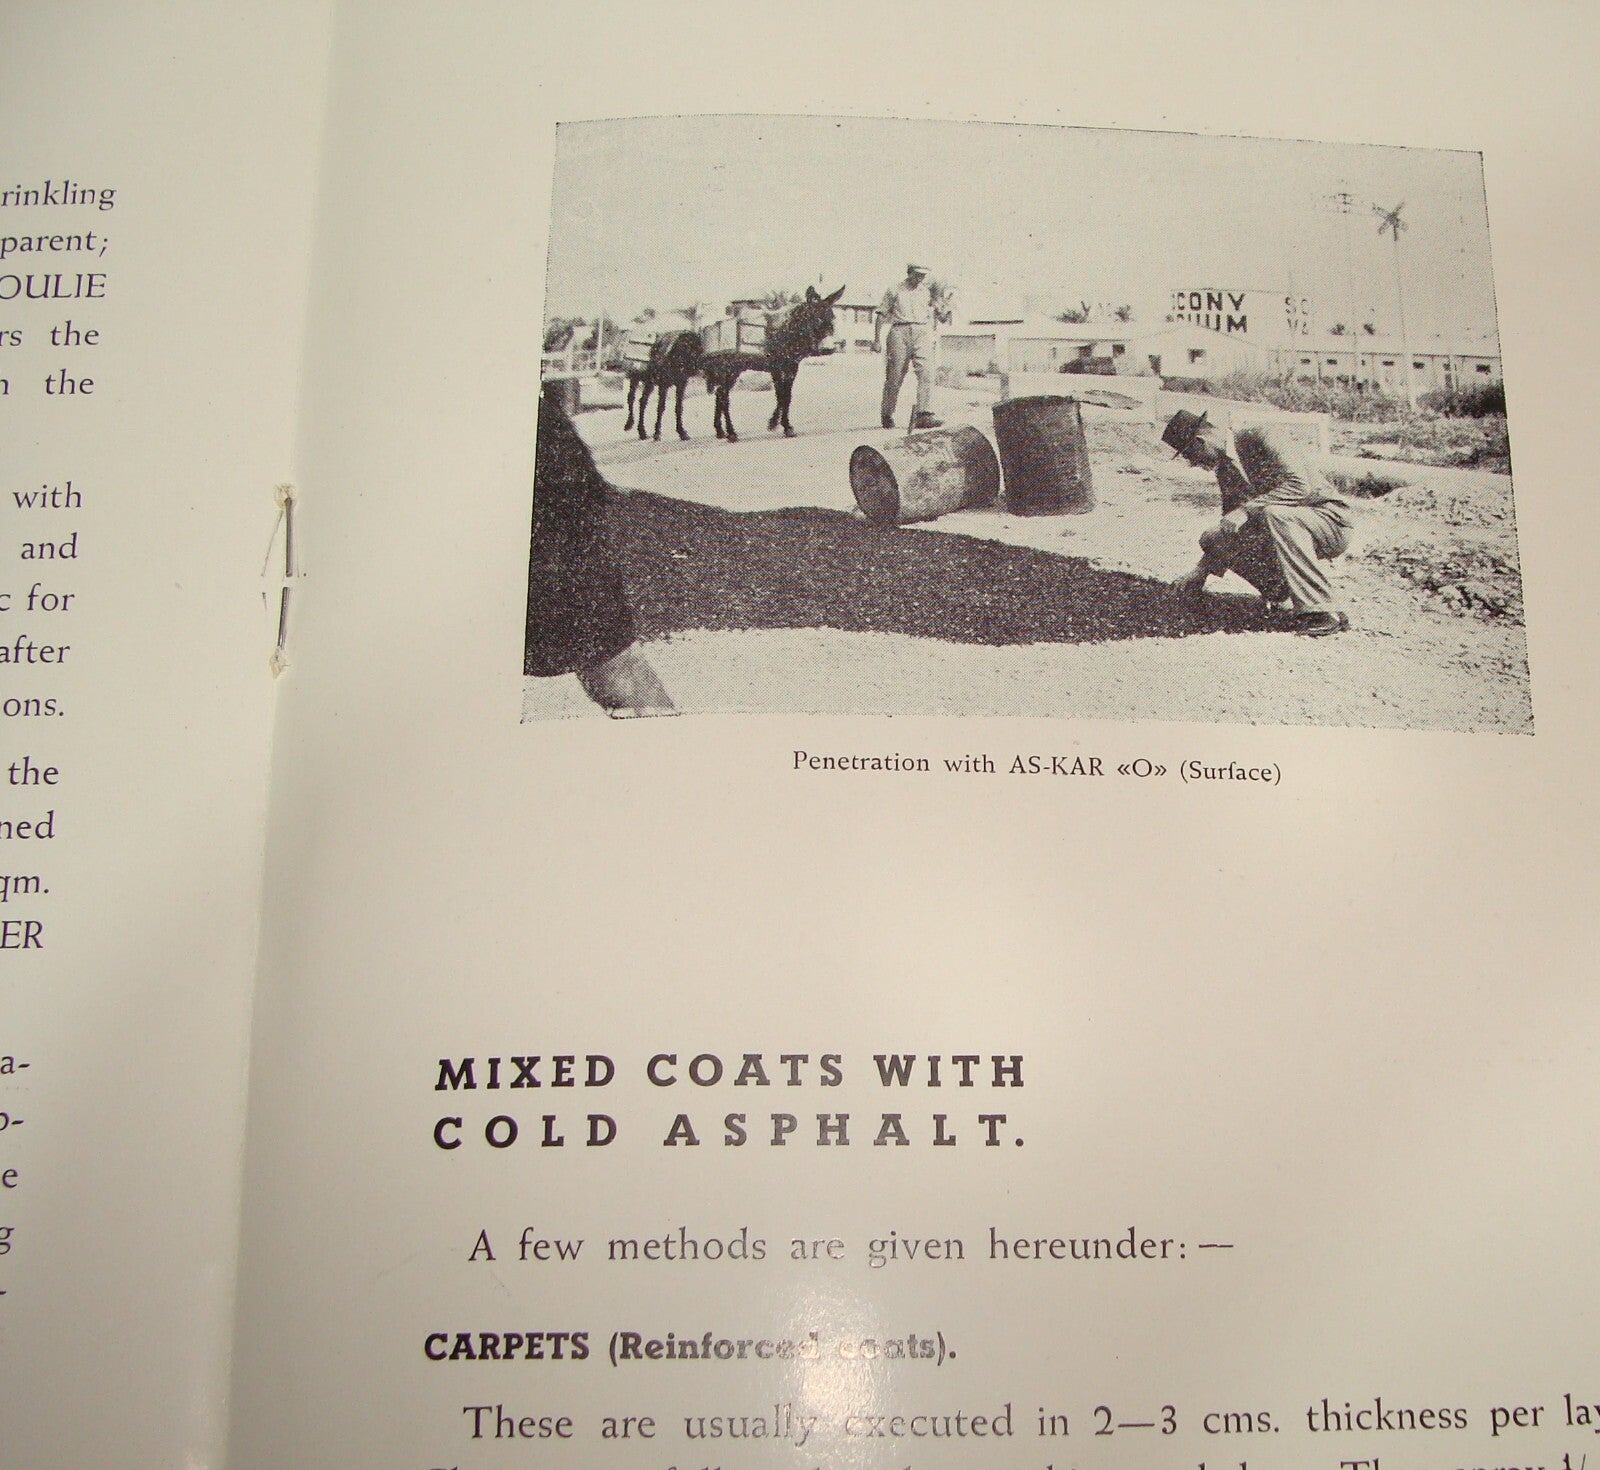 rinkling
parent;
OULIE
rs the
the
with
and
for
after
ons.
the
ned
qm.
ER
a-
e
g
CONY
UUM
Penetration with AS-KAR «O» (Surface)
MIXED COATS WITH
COLD ASPHALT.
A few methods are given hereunder: —
CARPETS (Reinforced coats).
These are usually executed in 2—3 cms. thickness per lay